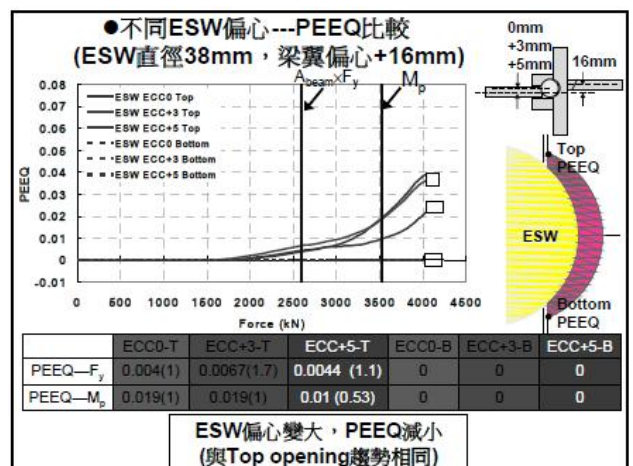 ●不同ESW偏心---PEEQ比較
(ESW直徑38mm，梁翼偏心+16mm)
A_beam×F_y
M_p
0.08
0.07
0.06
0.05
0.04
0.03
0.02
0.01
0
-0.01
PEEQ
ESW ECC0 Top
ESW ECC+3 Top
ESW ECC+5 Top
ESW ECC0 Bottom
ESW ECC+3 Bottom
ESW ECC+5 Bottom
0 500 1000 1500 2000 2500 3000 3500 4000 4500
Force (kN)
0mm
+3mm
+5mm
16mm
Top
PEEQ
ESW
Bottom
PEEQ
ECC0-T ECC+3-T ECC+5-T ECC0-B ECC+3-B ECC+5-B
PEEQ—F_y 0.004(1) 0.0067(1.7) 0.0044 (1.1) 0 0 0
PEEQ—M_p 0.019(1) 0.019(1) 0.01 (0.53) 0 0 0
ESW偏心變大，PEEQ減小
(與Top opening趨勢相同)